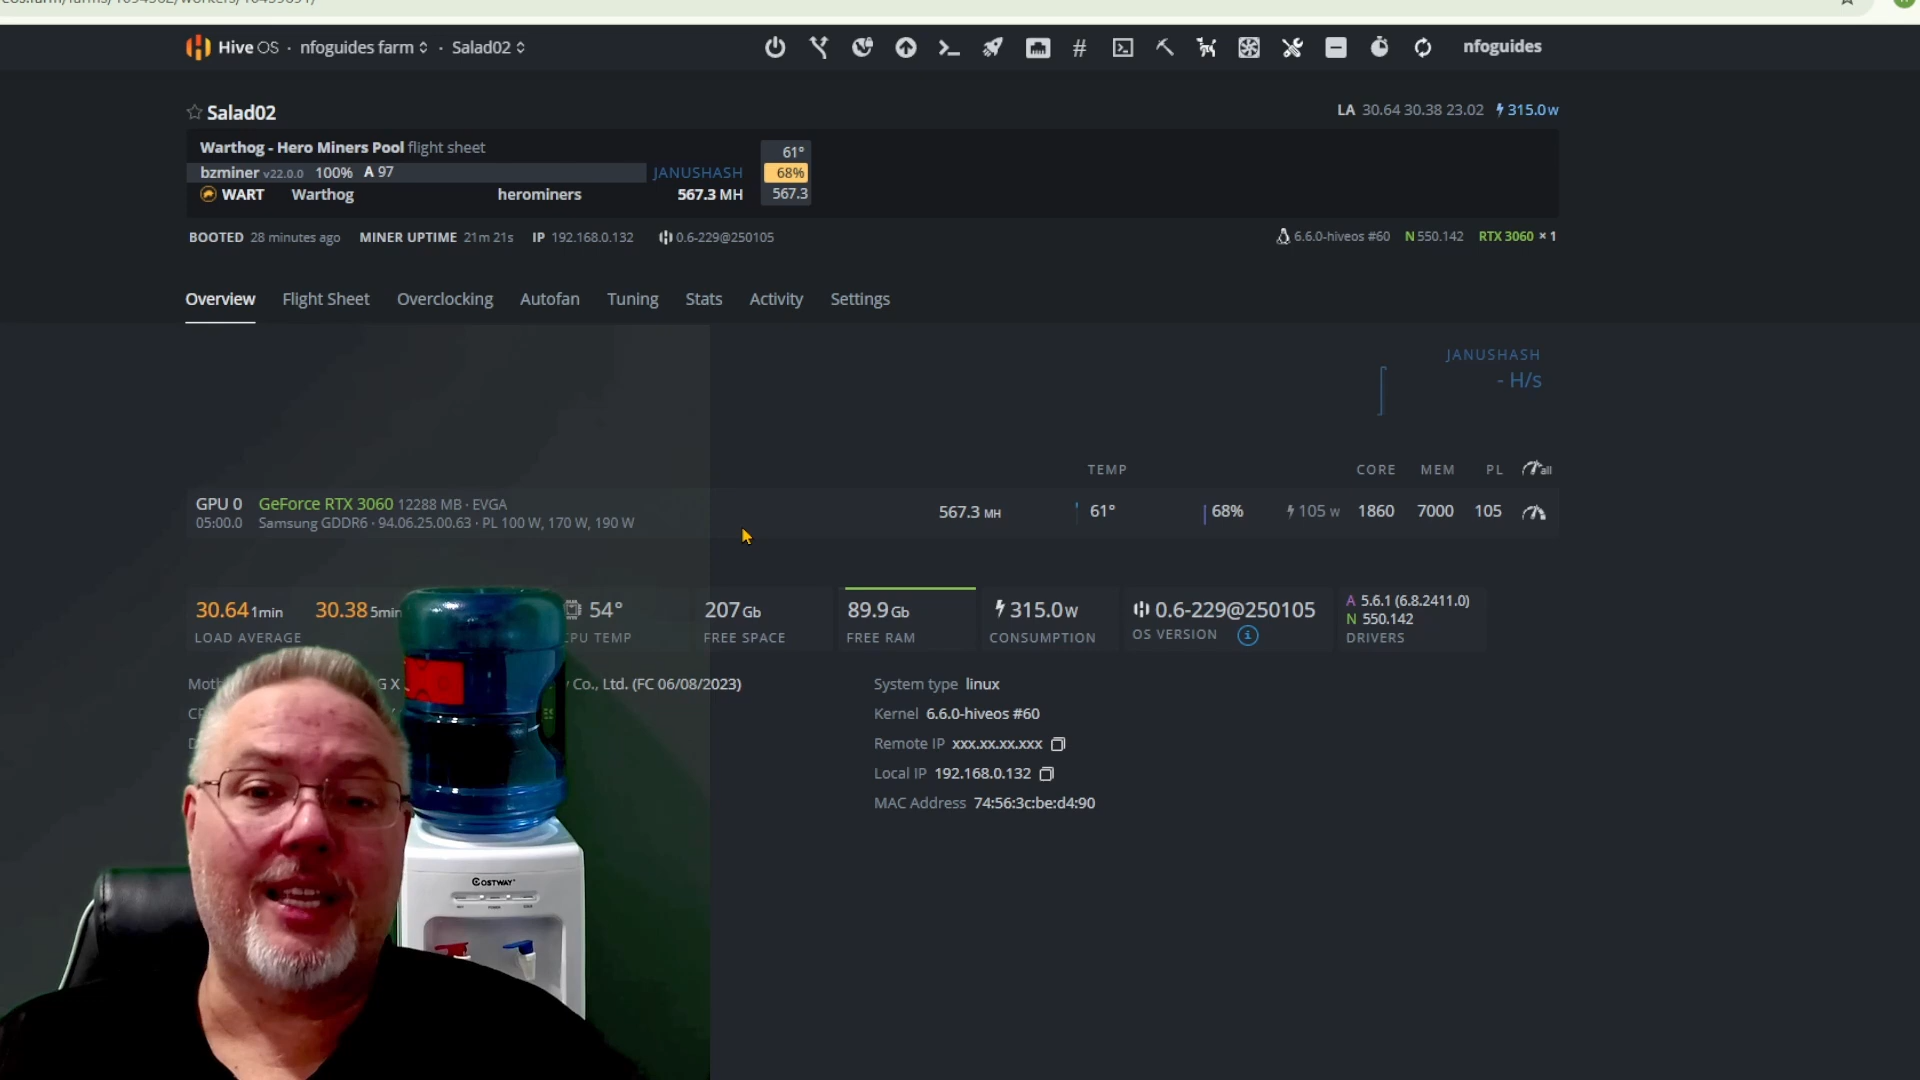 Hive OS · nfoguides farm · Salad02
nfoguides
Salad02
LA 30.64 30.38 23.02 315.0 w
Warthog - Hero Miners Pool flight sheet
bzminer v22.0.0 100% A 97 JANUSHASH
WART Warthog herominers 567.3 MH
61°
68%
567.3
BOOTED 28 minutes ago MINER UPTIME 21m 21s IP 192.168.0.132 0.6-229@250105
6.6.0-hiveos #60 N 550.142 RTX 3060 × 1
Overview Flight Sheet Overclocking Autofan Tuning Stats Activity Settings
JANUSHASH
- H/s
TEMP CORE MEM PL all
GPU 0 GeForce RTX 3060 12288 MB · EVGA
05:00.0 Samsung GDDR6 · 94.06.25.00.63 · PL 100 W, 170 W, 190 W
567.3 MH 61° 68% 105 w 1860 7000 105
30.64 1min 30.38 5min
LOAD AVERAGE
54°
CPU TEMP
207 Gb
FREE SPACE
89.9 Gb
FREE RAM
315.0 w
CONSUMPTION
0.6-229@250105
OS VERSION
A 5.6.1 (6.8.2411.0)
N 550.142
DRIVERS
Co., Ltd. (FC 06/08/2023)
System type linux
Kernel 6.6.0-hiveos #60
Remote IP xxx.xx.xx.xxx
Local IP 192.168.0.132
MAC Address 74:56:3c:be:d4:90
COSTWAY